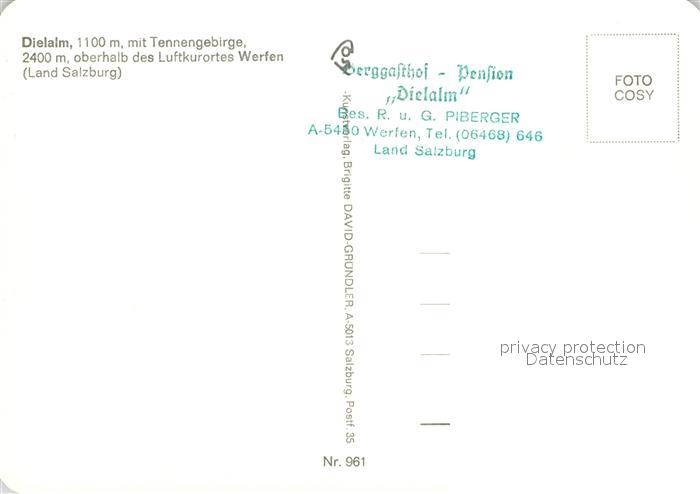 Dielalm, 1100 m, mit Tennengebirge,
2400 m, oberhalb des Luftkurortes Werfen
(Land Salzburg)
Berggasthof - Pension
„Dielalm"
Bes. R. u. G. PIBERGER
A-5450 Werfen, Tel. (06468) 646
Land Salzburg
FOTO
COSY
-Kunstverlag, Brigitte DAVID-GRÜNDLER, A-5013 Salzburg, Postf. 35
privacy protection
Datenschutz
Nr. 961